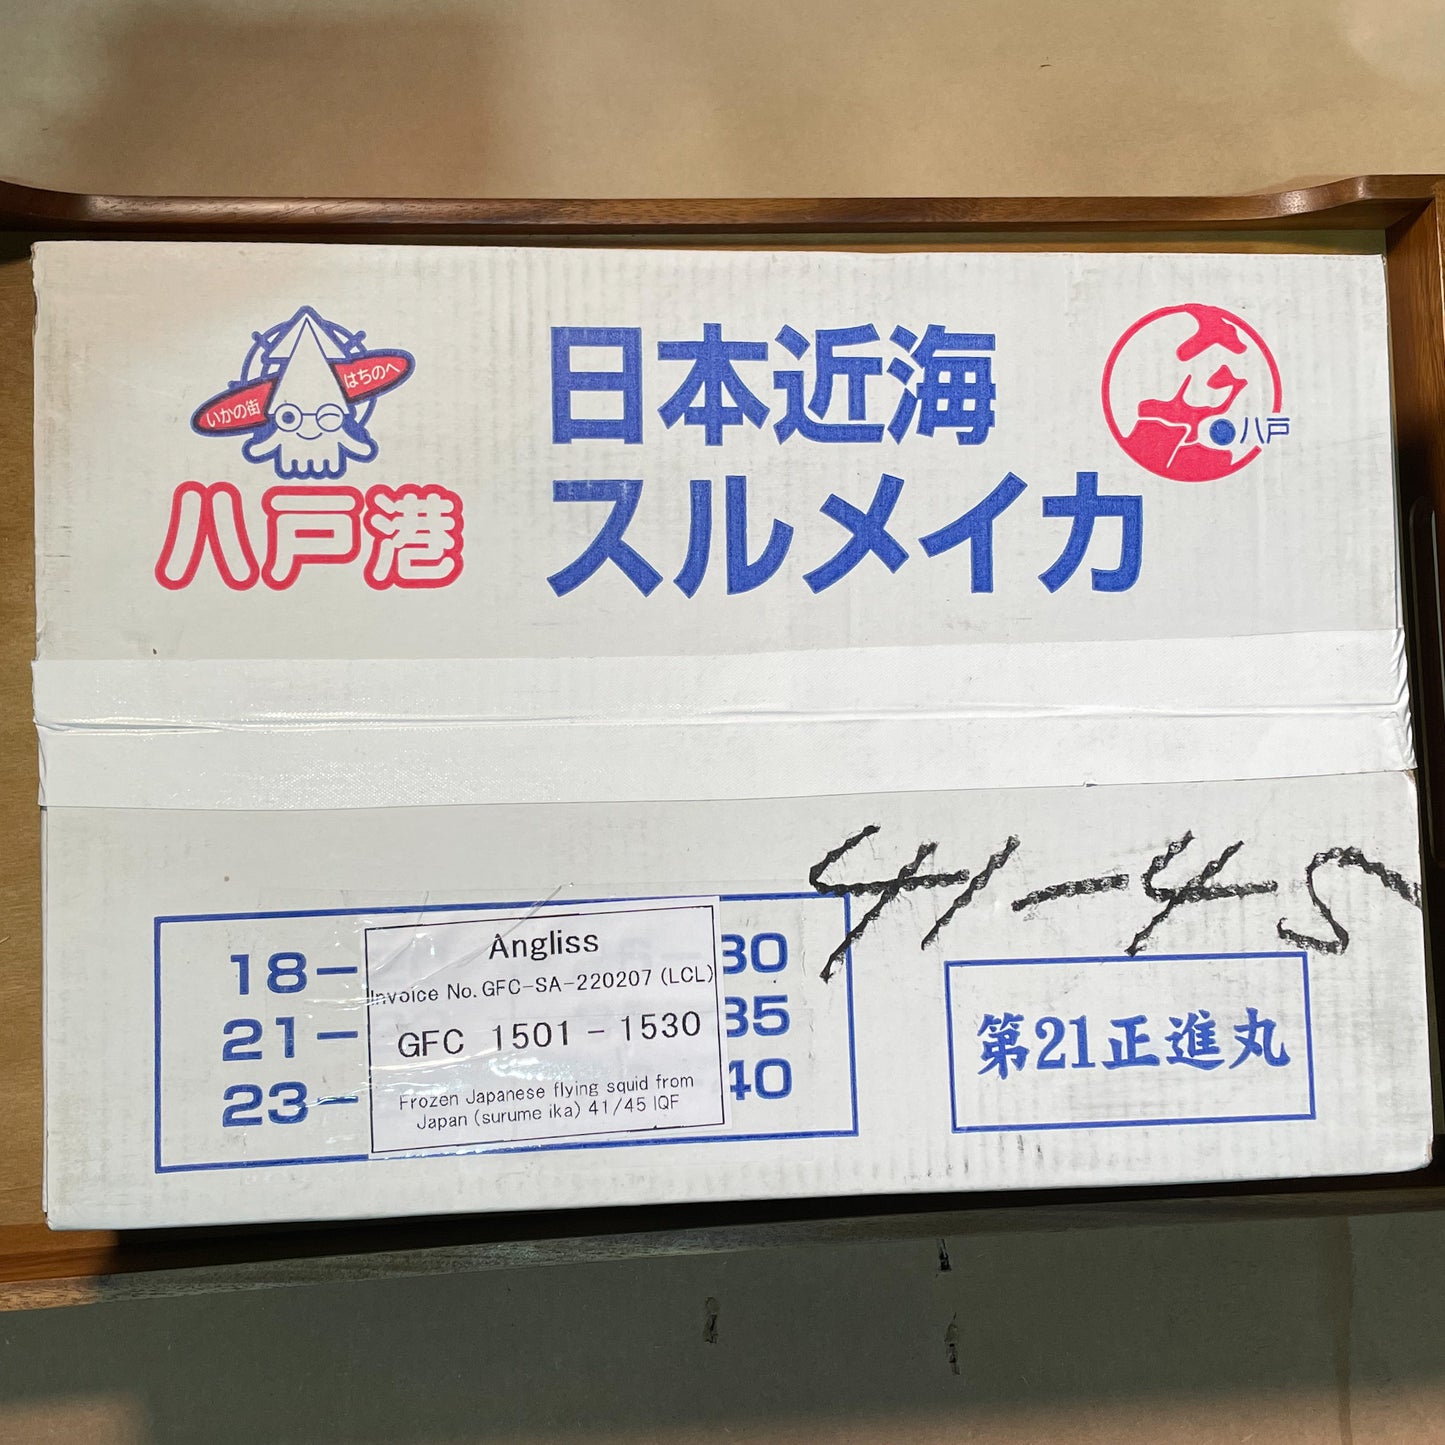 いかの街 はちのへ
八戸港
日本近海
スルメイカ
八戸
41-45
18-
21-
23-
30
35
40
Angliss
Invoice No. GFC-SA-220207 (LCL)
GFC 1501 - 1530
Frozen Japanese flying squid from
Japan (surume ika) 41/45 IQF
第21正進丸